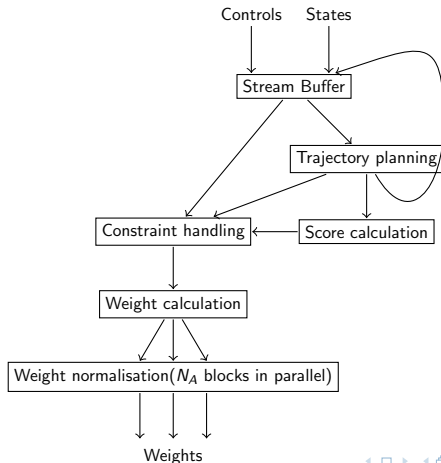 Controls States
Stream Buffer
Trajectory planning
Constraint handling
Score calculation
Weight calculation
Weight normalisation(N_A blocks in parallel)
Weights